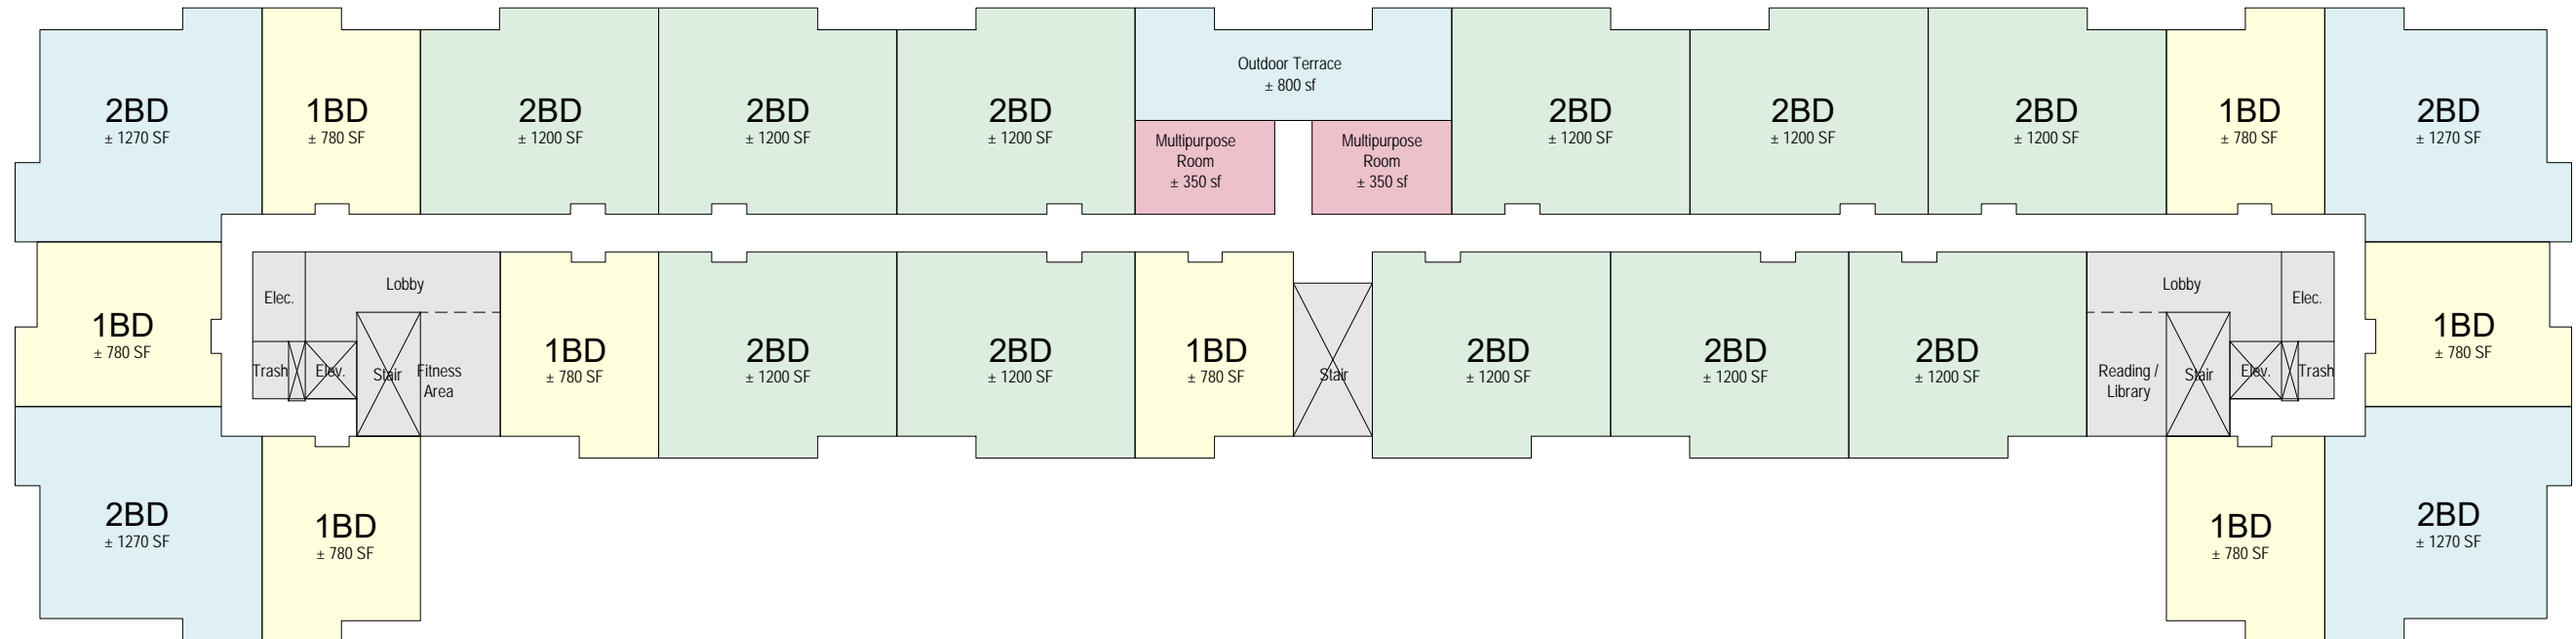 2BD
± 1270 SF
1BD
± 780 SF
2BD
± 1200 SF
2BD
± 1200 SF
2BD
± 1200 SF
Outdoor Terrace
± 800 sf
Multipurpose
Room
± 350 sf
Multipurpose
Room
± 350 sf
2BD
± 1200 SF
2BD
± 1200 SF
2BD
± 1200 SF
1BD
± 780 SF
2BD
± 1270 SF
1BD
± 780 SF
Elec.
Lobby
Trash
Elev.
Stair
Fitness
Area
1BD
± 780 SF
2BD
± 1200 SF
2BD
± 1200 SF
1BD
± 780 SF
Stair
2BD
± 1200 SF
2BD
± 1200 SF
2BD
± 1200 SF
Lobby
Elec.
Reading /
Library
Stair
Elev.
Trash
1BD
± 780 SF
2BD
± 1270 SF
1BD
± 780 SF
1BD
± 780 SF
2BD
± 1270 SF